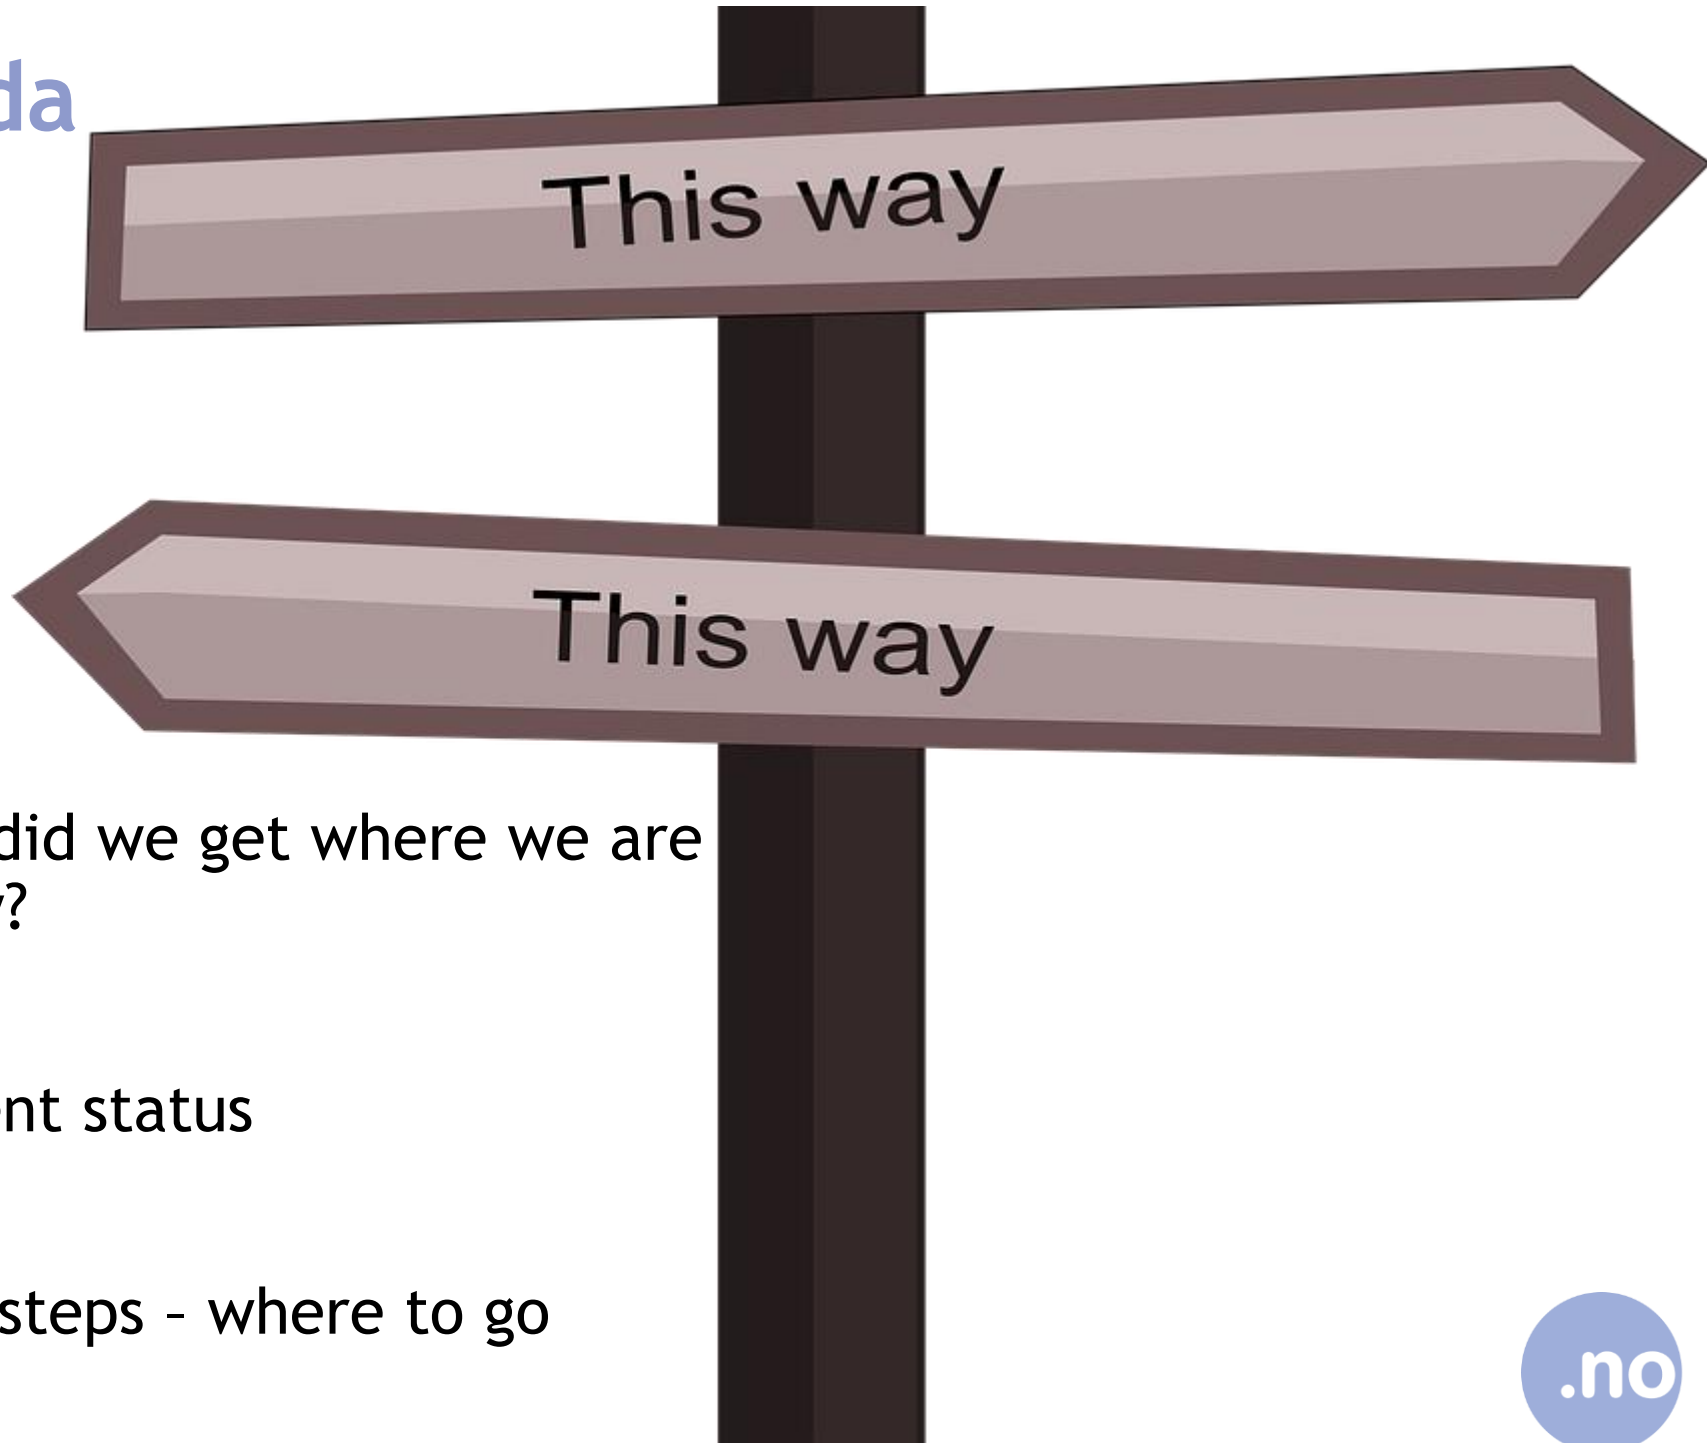 da
This way
This way
did we get where we are
?
nt status
steps – where to go
.no